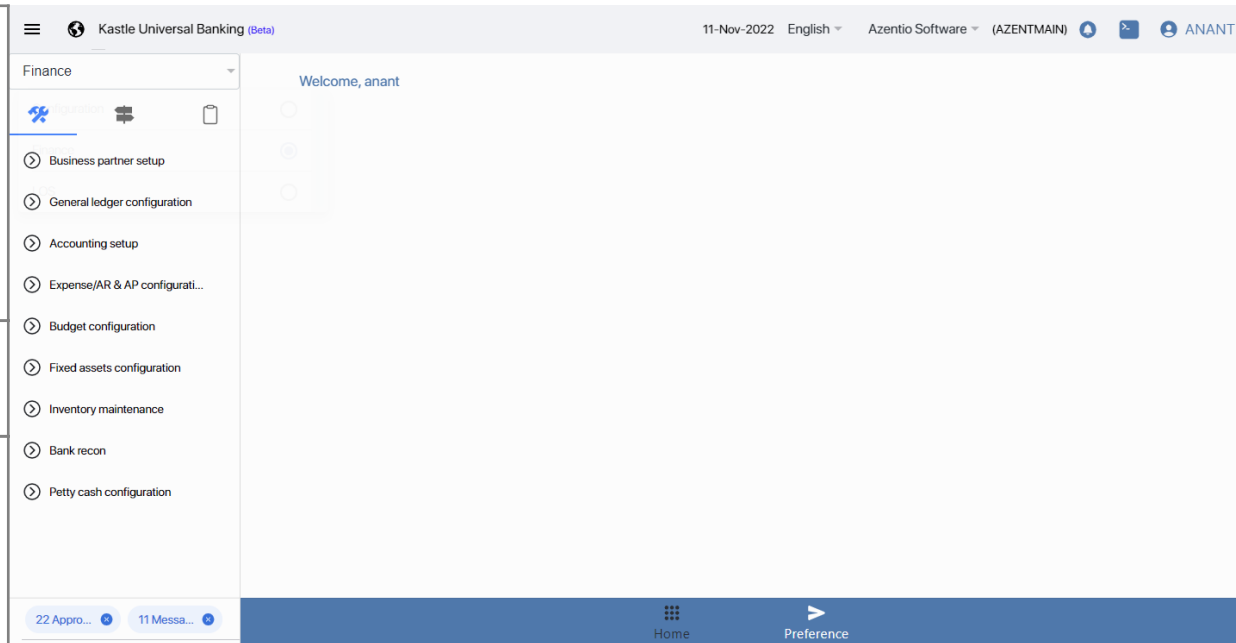 Kastle Universal Banking (Beta)
11-Nov-2022 English Azentio Software (AZENTMAIN) ANANT
Finance
Welcome, anant
Business partner setup
General ledger configuration
Accounting setup
Expense/AR & AP configurati...
Budget configuration
Fixed assets configuration
Inventory maintenance
Bank recon
Petty cash configuration
22 Appro... 11 Messa...
Home Preference